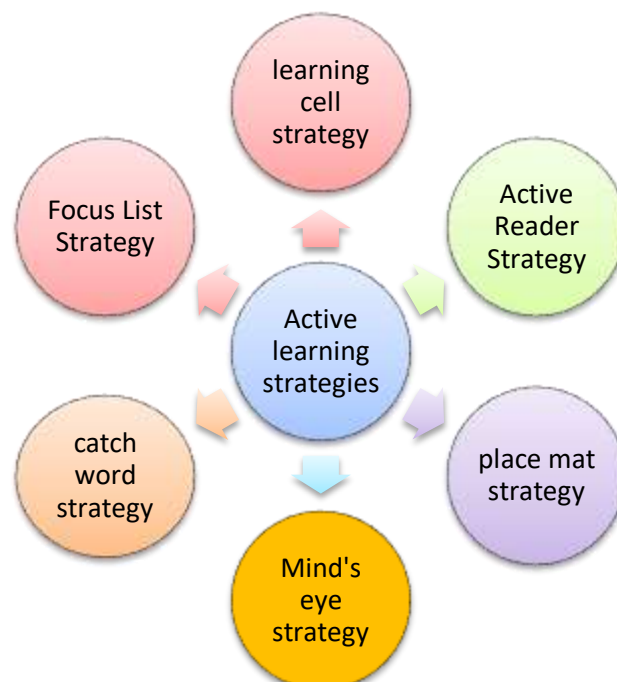 learning
cell
strategy
Focus List
Strategy
Active
Reader
Strategy
Active
learning
strategies
catch
word
strategy
place mat
strategy
Mind's
eye
strategy